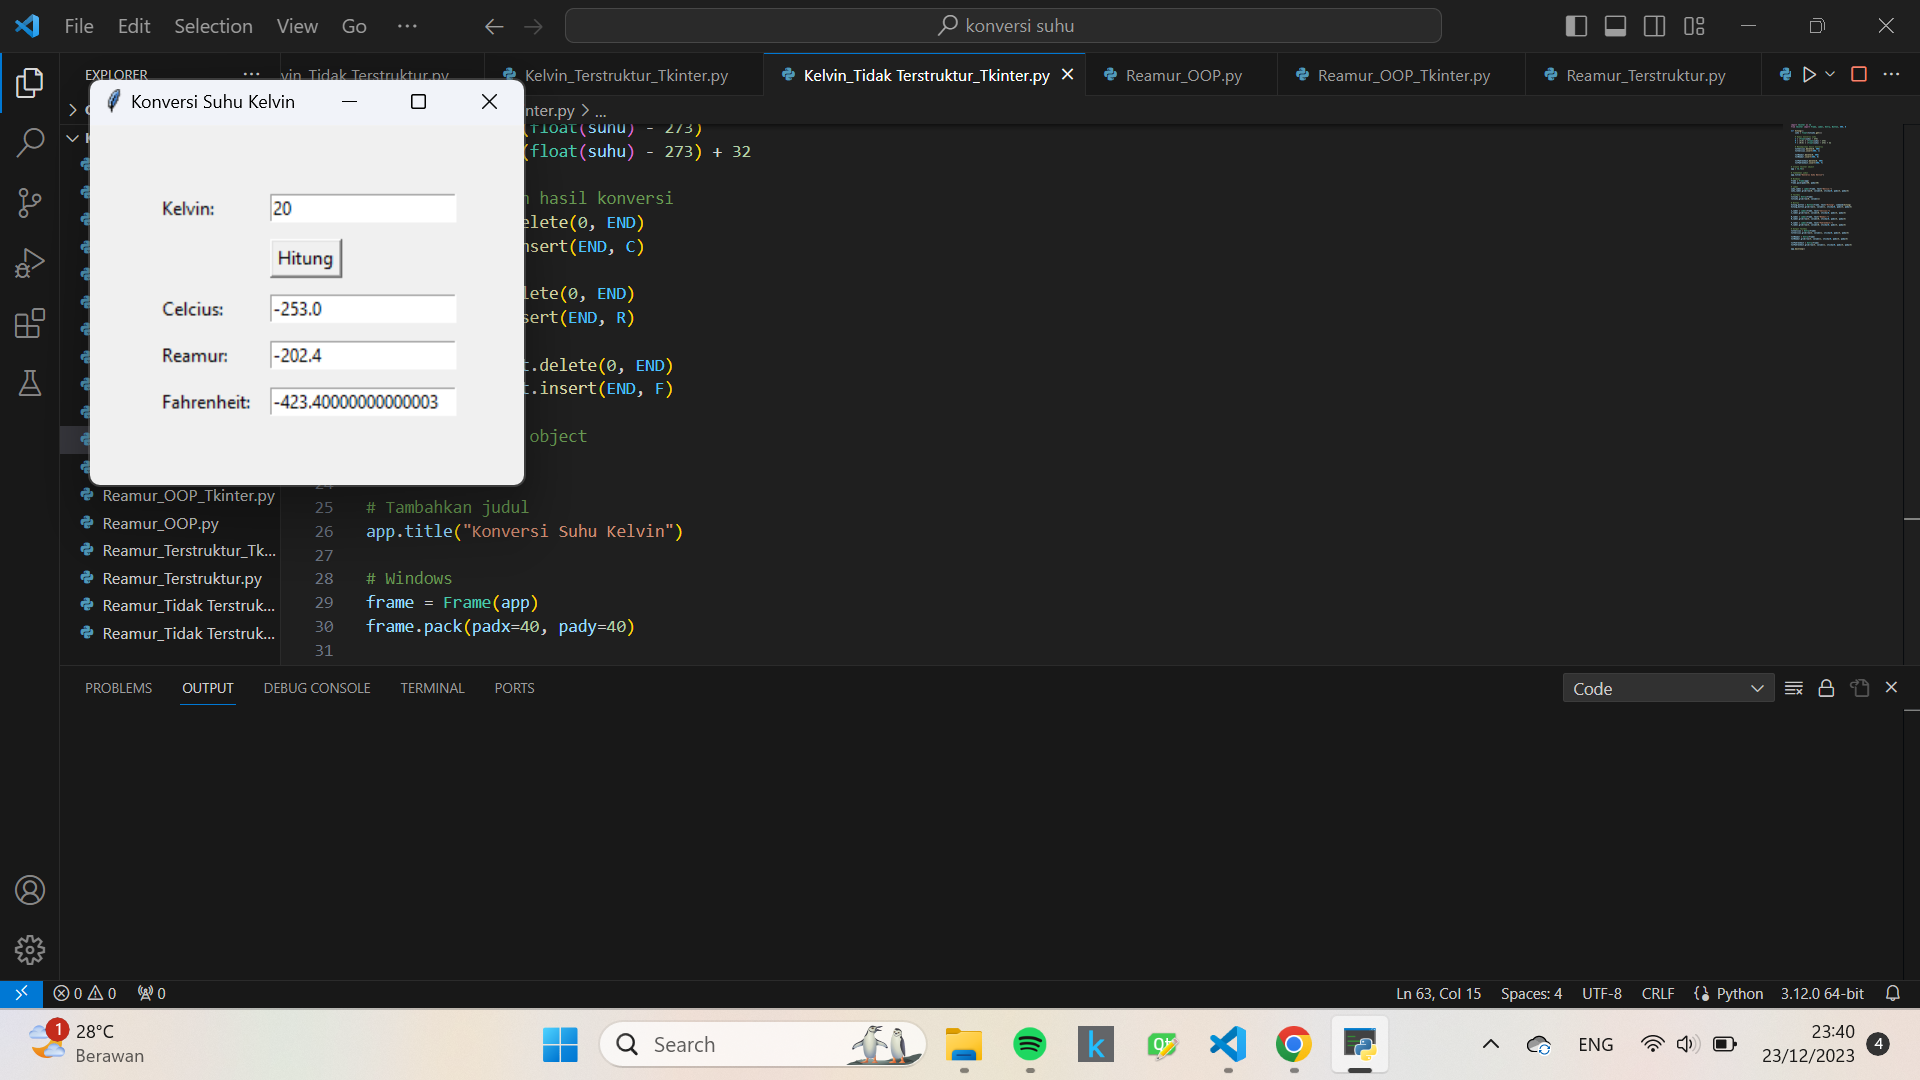 File Edit Selection View Go ···
konversi suhu
EXPLORER ···
vin_Tidak Terstruktur.py
Kelvin_Terstruktur_Tkinter.py
Kelvin_Tidak Terstruktur_Tkinter.py
Reamur_OOP.py
Reamur_OOP_Tkinter.py
Reamur_Terstruktur.py
nter.py > ...
Konversi Suhu Kelvin
Kelvin: 20
Hitung
Celcius: -253.0
Reamur: -202.4
Fahrenheit: -423.40000000000003
(float(suhu) - 273)
(float(suhu) - 273) + 32
hasil konversi
elete(0, END)
nsert(END, C)
lete(0, END)
sert(END, R)
t.delete(0, END)
t.insert(END, F)
object
24
25 # Tambahkan judul
26 app.title("Konversi Suhu Kelvin")
27
28 # Windows
29 frame = Frame(app)
30 frame.pack(padx=40, pady=40)
31
Reamur_OOP_Tkinter.py
Reamur_OOP.py
Reamur_Terstruktur_Tk...
Reamur_Terstruktur.py
Reamur_Tidak Terstruk...
Reamur_Tidak Terstruk...
PROBLEMS OUTPUT DEBUG CONSOLE TERMINAL PORTS
Code
0 0 0
Ln 63, Col 15 Spaces: 4 UTF-8 CRLF Python 3.12.0 64-bit
1
28°C
Berawan
Search
k
Qt
ENG
23:40
23/12/2023
4